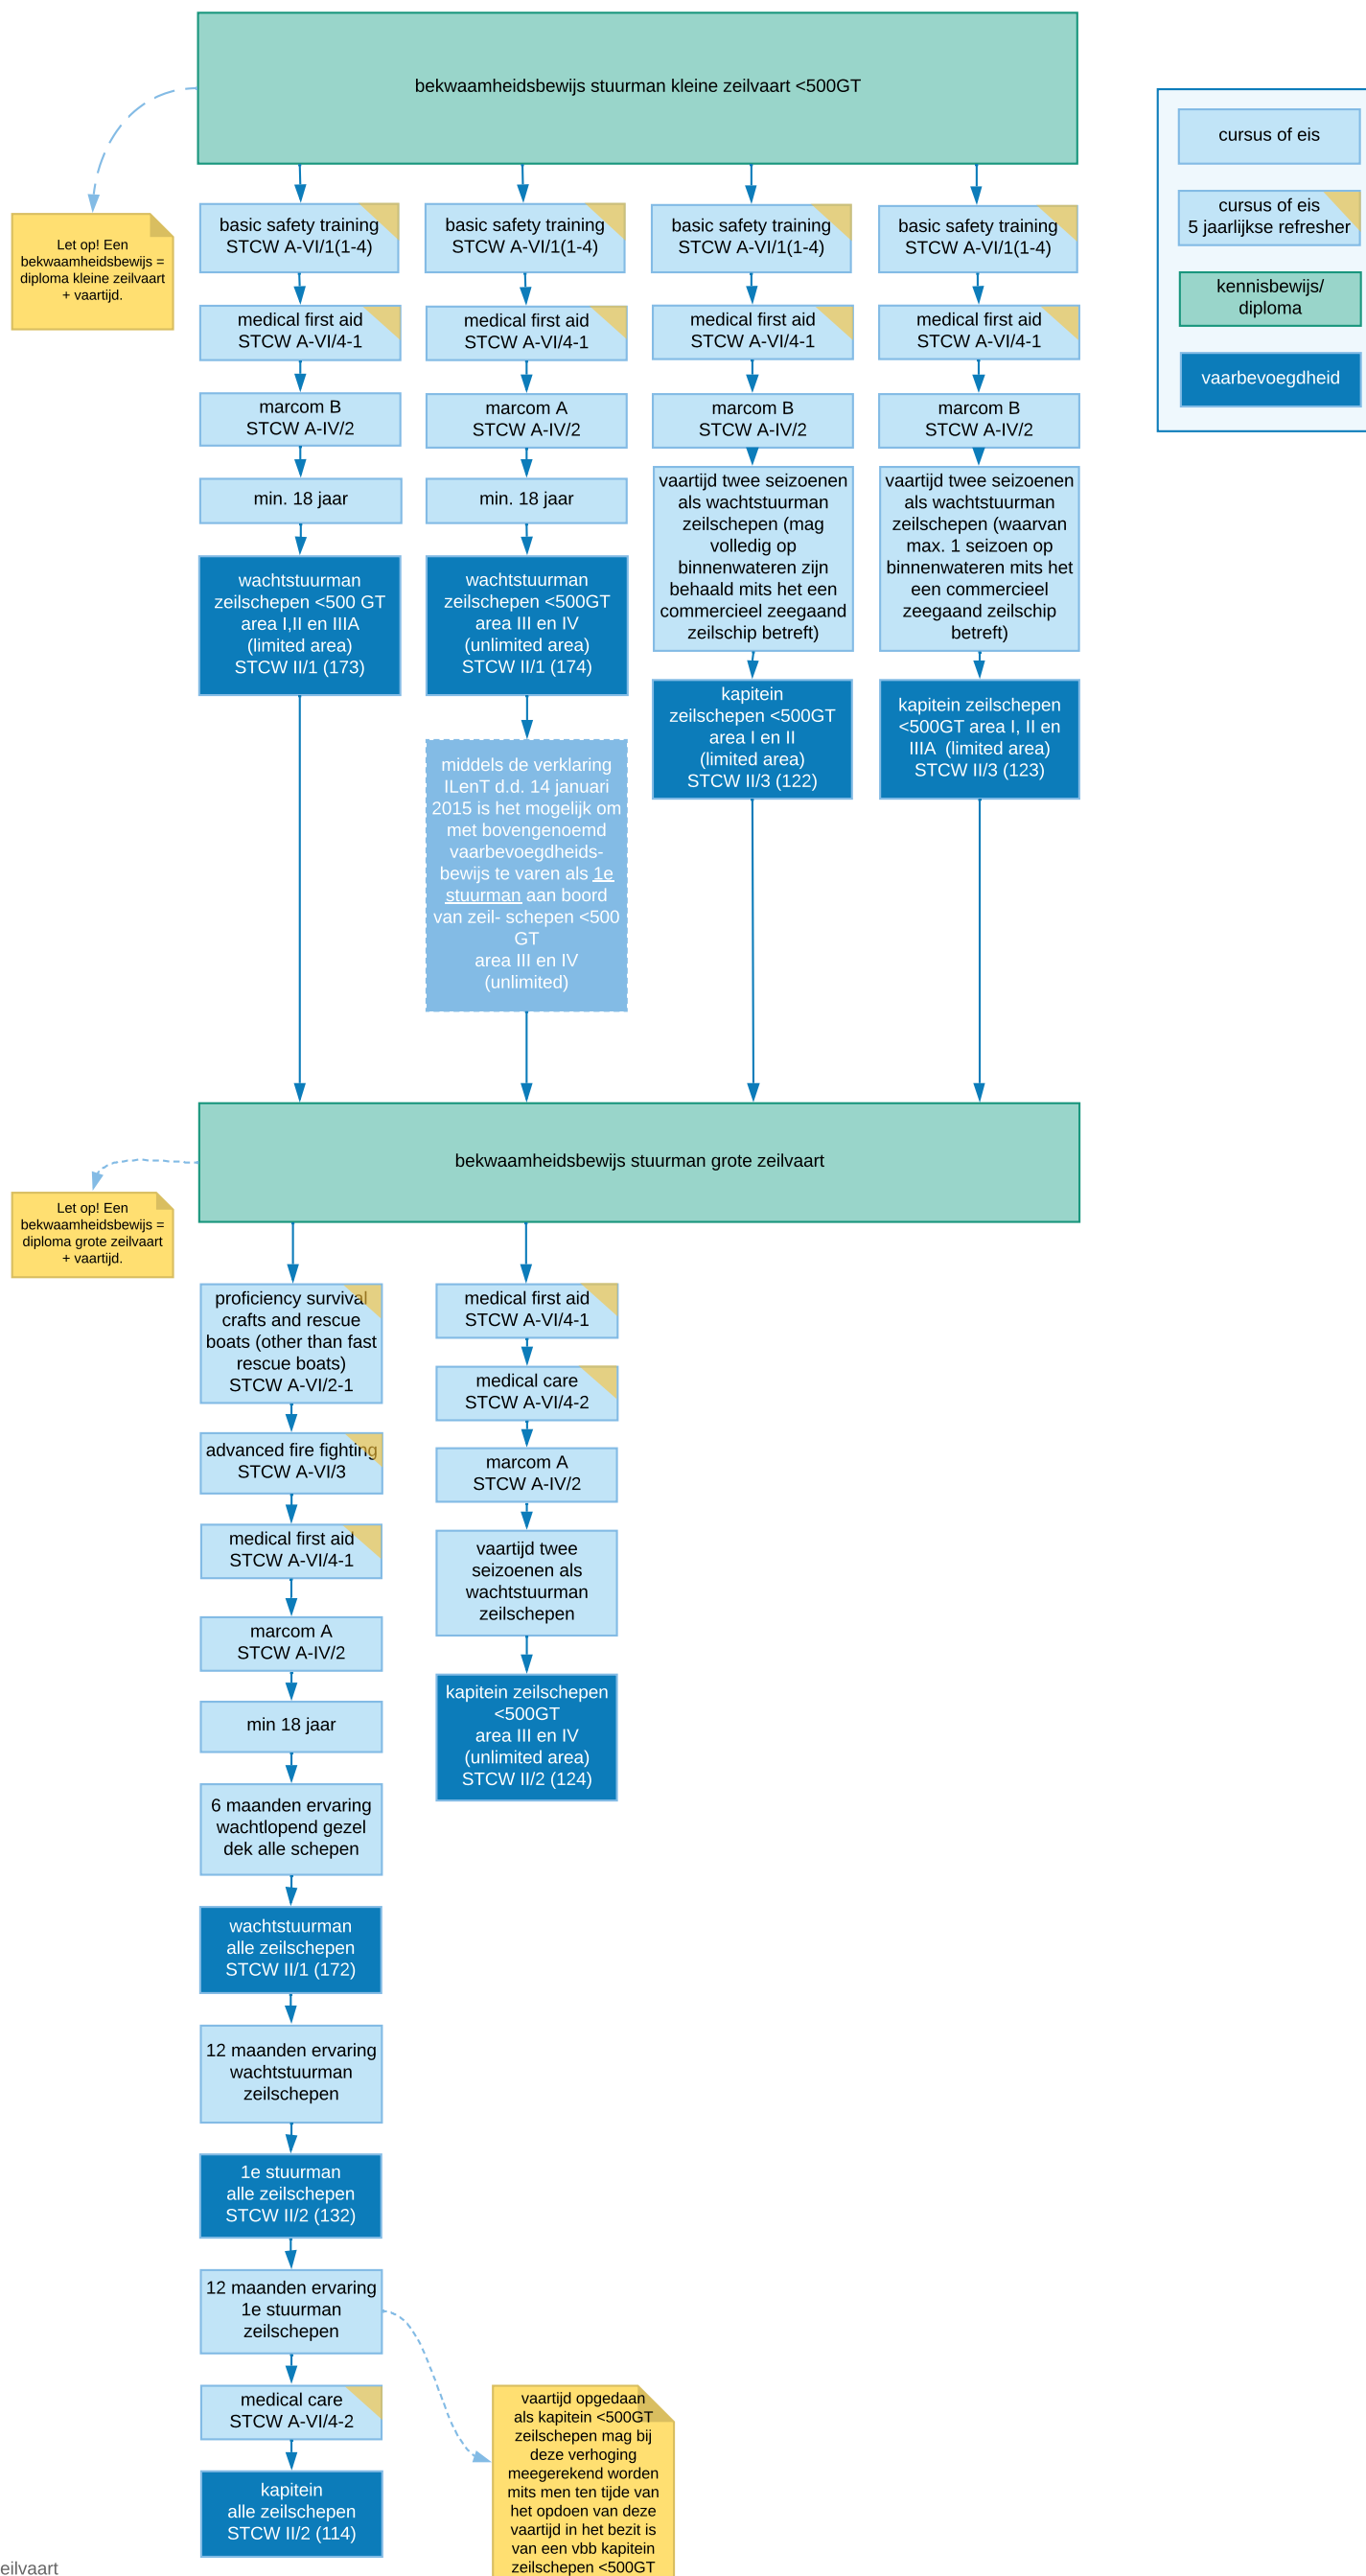 bekwaamheidsbewijs stuurman kleine zeilvaart <500GT
cursus of eis
cursus of eis
5 jaarlijkse refresher
kennisbewijs/
diploma
vaarbevoegdheid
Let op! Een
bekwaamheidsbewijs =
diploma kleine zeilvaart
+ vaartijd.
basic safety training
STCW A-VI/1(1-4)
medical first aid
STCW A-VI/4-1
marcom B
STCW A-IV/2
min. 18 jaar
wachtstuurman
zeilschepen <500 GT
area I,II en IIIA
(limited area)
STCW II/1 (173)
basic safety training
STCW A-VI/1(1-4)
medical first aid
STCW A-VI/4-1
marcom A
STCW A-IV/2
min. 18 jaar
wachtstuurman
zeilschepen <500GT
area III en IV
(unlimited area)
STCW II/1 (174)
middels de verklaring
ILenT d.d. 14 januari
2015 is het mogelijk om
met bovengenoemd
vaarbevoegdheids-
bewijs te varen als 1e
stuurman aan boord
van zeil- schepen <500
GT
area III en IV
(unlimited)
basic safety training
STCW A-VI/1(1-4)
medical first aid
STCW A-VI/4-1
marcom B
STCW A-IV/2
vaartijd twee seizoenen
als wachtstuurman
zeilschepen (mag
volledig op
binnenwateren zijn
behaald mits het een
commercieel zeegaand
zeilschip betreft)
kapitein
zeilschepen <500GT
area I en II
(limited area)
STCW II/3 (122)
basic safety training
STCW A-VI/1(1-4)
medical first aid
STCW A-VI/4-1
marcom B
STCW A-IV/2
vaartijd twee seizoenen
als wachtstuurman
zeilschepen (waarvan
max. 1 seizoen op
binnenwateren mits het
een commercieel
zeegaand zeilschip
betreft)
kapitein zeilschepen
<500GT area I, II en
IIIA  (limited area)
STCW II/3 (123)
bekwaamheidsbewijs stuurman grote zeilvaart
Let op! Een
bekwaamheidsbewijs =
diploma grote zeilvaart
+ vaartijd.
proficiency survival
crafts and rescue
boats (other than fast
rescue boats)
STCW A-VI/2-1
advanced fire fighting
STCW A-VI/3
medical first aid
STCW A-VI/4-1
marcom A
STCW A-IV/2
min 18 jaar
6 maanden ervaring
wachtlopend gezel
dek alle schepen
wachtstuurman
alle zeilschepen
STCW II/1 (172)
12 maanden ervaring
wachtstuurman
zeilschepen
1e stuurman
alle zeilschepen
STCW II/2 (132)
12 maanden ervaring
1e stuurman
zeilschepen
medical care
STCW A-VI/4-2
kapitein
alle zeilschepen
STCW II/2 (114)
medical first aid
STCW A-VI/4-1
medical care
STCW A-VI/4-2
marcom A
STCW A-IV/2
vaartijd twee
seizoenen als
wachtstuurman
zeilschepen
kapitein zeilschepen
<500GT
area III en IV
(unlimited area)
STCW II/2 (124)
vaartijd opgedaan
als kapitein <500GT
zeilschepen mag bij
deze verhoging
meegerekend worden
mits men ten tijde van
het opdoen van deze
vaartijd in het bezit is
van een vbb kapitein
zeilschepen <500GT
eilvaart